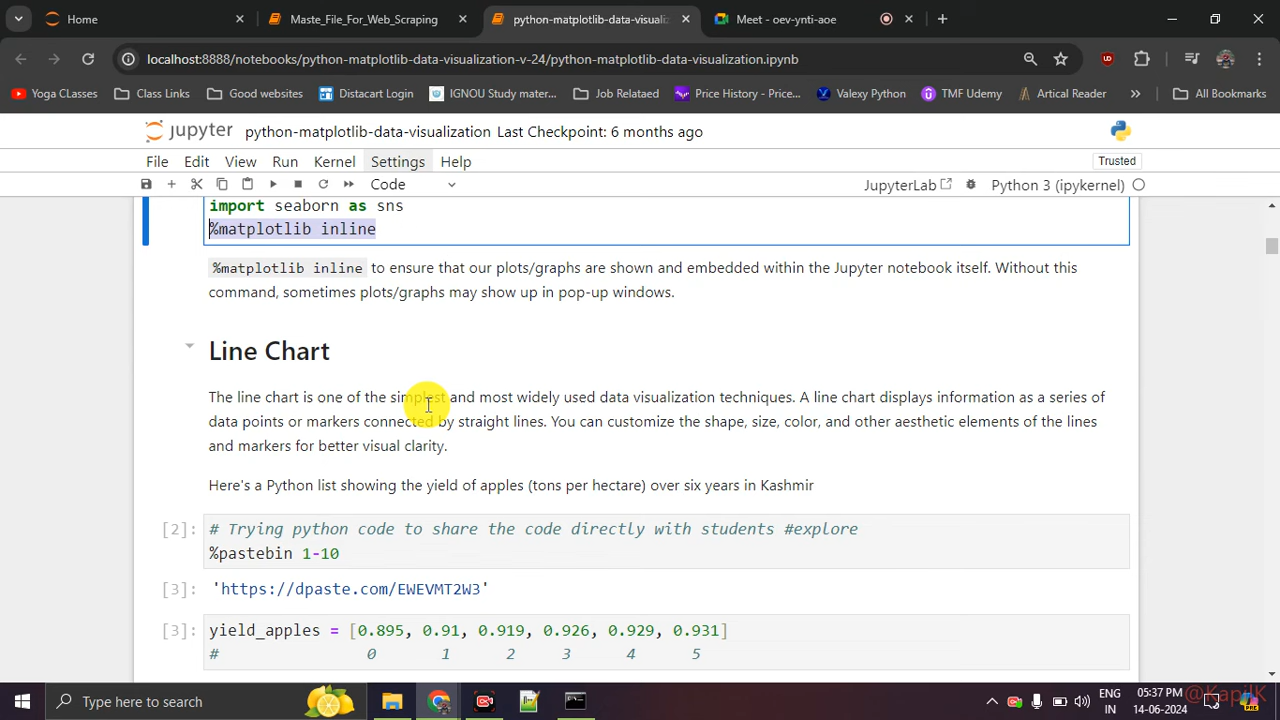 Home
Maste_File_For_Web_Scraping
python-matplotlib-data-visuali
Meet - oev-ynti-aoe
localhost:8888/notebooks/python-matplotlib-data-visualization-v-24/python-matplotlib-data-visualization.ipynb
Yoga CLasses
Class Links
Good websites
Distacart Login
IGNOU Study mater...
Job Relataed
Price History - Price...
Valexy Python
TMF Udemy
Artical Reader
All Bookmarks
jupyter python-matplotlib-data-visualization Last Checkpoint: 6 months ago
File Edit View Run Kernel Settings Help
Trusted
Code
JupyterLab
Python 3 (ipykernel)
import seaborn as sns
%matplotlib inline
%matplotlib inline to ensure that our plots/graphs are shown and embedded within the Jupyter notebook itself. Without this
command, sometimes plots/graphs may show up in pop-up windows.
Line Chart
The line chart is one of the simplest and most widely used data visualization techniques. A line chart displays information as a series of
data points or markers connected by straight lines. You can customize the shape, size, color, and other aesthetic elements of the lines
and markers for better visual clarity.
Here's a Python list showing the yield of apples (tons per hectare) over six years in Kashmir
[2]: # Trying python code to share the code directly with students #explore
%pastebin 1-10
[3]: 'https://dpaste.com/EWEVMT2W3'
[3]: yield_apples = [0.895, 0.91, 0.919, 0.926, 0.929, 0.931]
# 0 1 2 3 4 5
Type here to search
ENG
IN
05:37 PM
14-06-2024
@KapilK